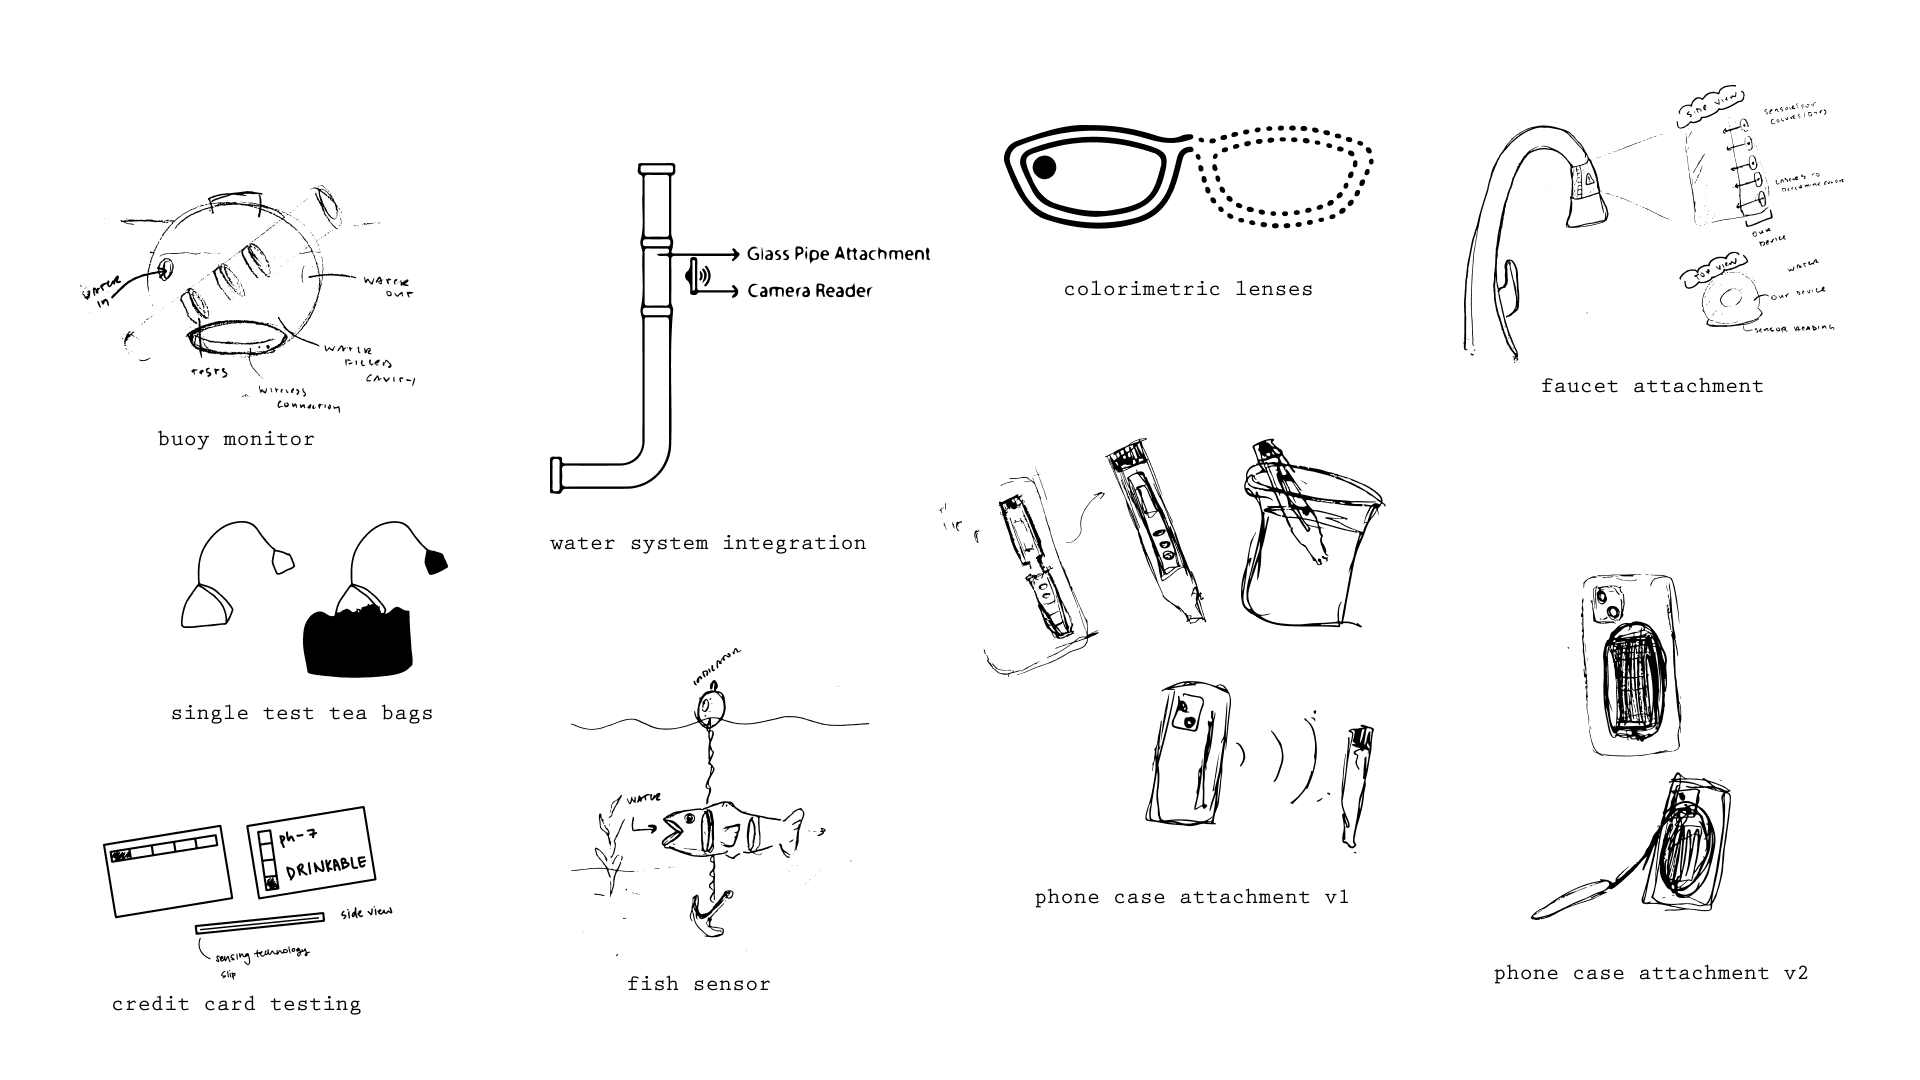 WATER
IN
WATER
OUT
WATER
FILLED
CAVITY
TESTS
WIRELESS
CONNECTION
buoy monitor
single test tea bags
ph-7
DRINKABLE
side view
sensing technology
slip
credit card testing
Glass Pipe Attachment
Camera Reader
water system integration
INDICATOR
WATER
fish sensor
colorimetric lenses
phone case attachment v1
SIDE VIEW
SENSORS FOR
COLORS/DYES
TO
OUR
DEVICE
TOP VIEW
WATER
OUR DEVICE
SENSOR READING
faucet attachment
phone case attachment v2